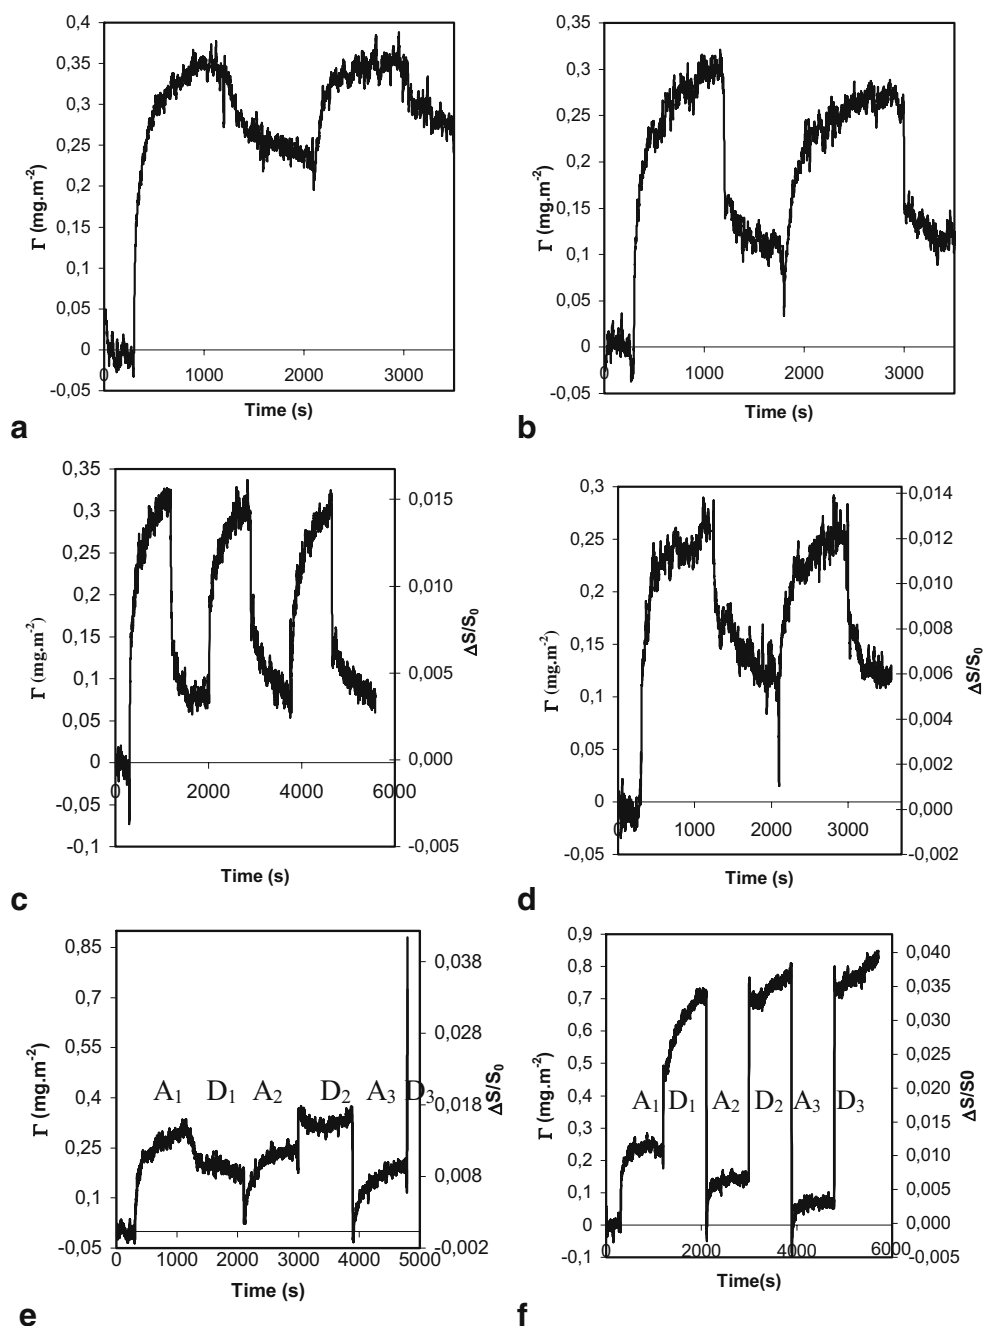 0,4
0,35
0,3
0,25
0,2
0,15
0,1
0,05
0
-0,05
Γ (mg.m-2)
0 1000 2000 3000
Time (s)
a
0,35
0,3
0,25
0,2
0,15
0,1
0,05
0
-0,05
Γ (mg.m-2)
0 1000 2000 3000
Time (s)
b
0,35
0,3
0,25
0,2
0,15
0,1
0,05
0
-0,05
-0,1
Γ (mg.m-2)
0 2000 4000 6000
0,015
0,010
0,005
0,000
-0,005
ΔS/S0
Time (s)
c
0,3
0,25
0,2
0,15
0,1
0,05
0
-0,05
Γ (mg.m-2)
0 1000 2000 3000
0,014
0,012
0,010
0,008
0,006
0,004
0,002
0,000
-0,002
ΔS/S0
Time (s)
d
0,85
0,7
0,55
0,4
0,25
0,1
-0,05
Γ (mg.m-2)
A1 D1 A2 D2 A3 D3
0 1000 2000 3000 4000 5000
0,038
0,028
0,018
0,008
-0,002
ΔS/S0
Time (s)
e
0,9
0,8
0,7
0,6
0,5
0,4
0,3
0,2
0,1
0
-0,1
Γ (mg.m-2)
A1 D1 A2 D2 A3 D3
0 2000 4000 6000
0,040
0,035
0,030
0,025
0,020
0,015
0,010
0,005
0,000
-0,005
ΔS/S0
Time(s)
f